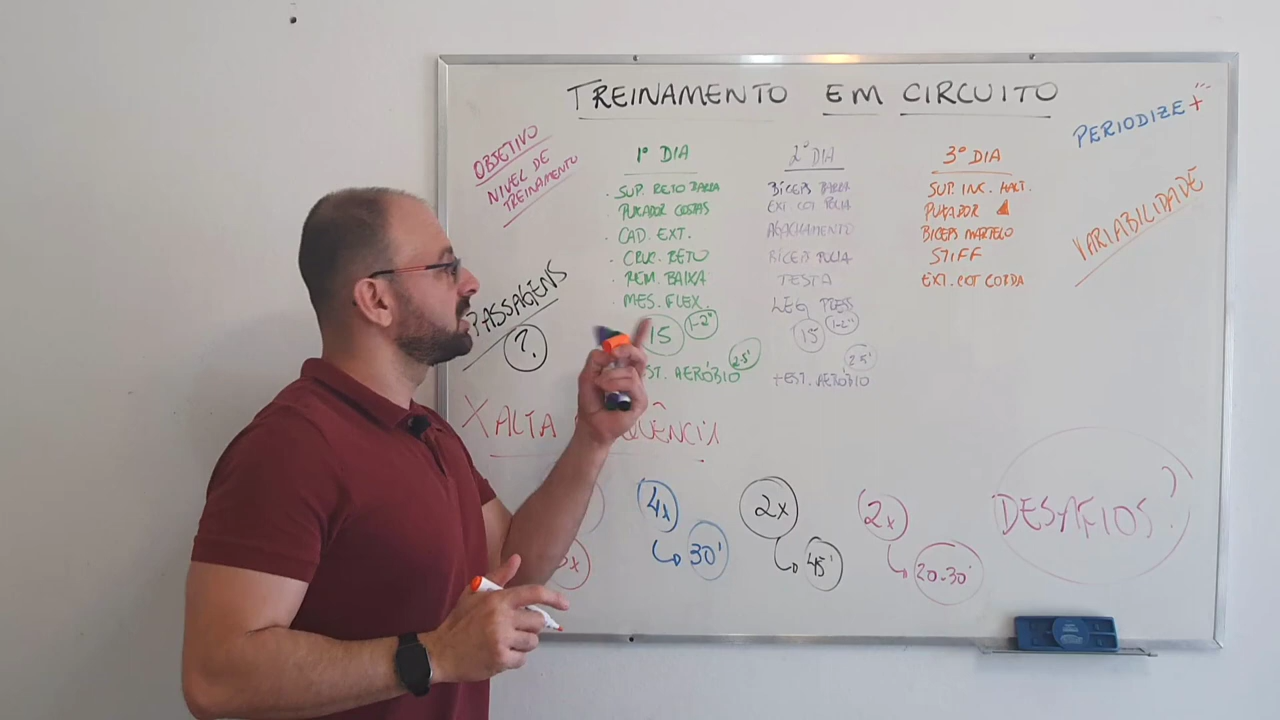 TREINAMENTO EM CIRCUITO
OBJETIVO
NÍVEL DE
TREINAMENTO
PASSAGENS
?
1º DIA
. SUP. RETO BARRA
. PUXADOR COSTAS
. CAD. EXT.
. CRUC. RETO
. REM. BAIXA
. MES. FLEX.
15
1-2"
EST. AERÓBIO
2-5'
2º DIA
BÍCEPS BARRA
EXT. COT POLIA
AGACHAMENTO
BÍCEPS POLIA
TESTA
LEG PRESS
15
1-2"
2-5'
+ EST. AERÓBIO
3º DIA
SUP. INC. HALT.
PUXADOR
BÍCEPS MARTELO
STIFF
EXT. COT CORDA
PERIODIZE +
VARIABILIDADE
X ALTA
4x
30'
2x
45'
2x
20-30'
DESAFIOS?